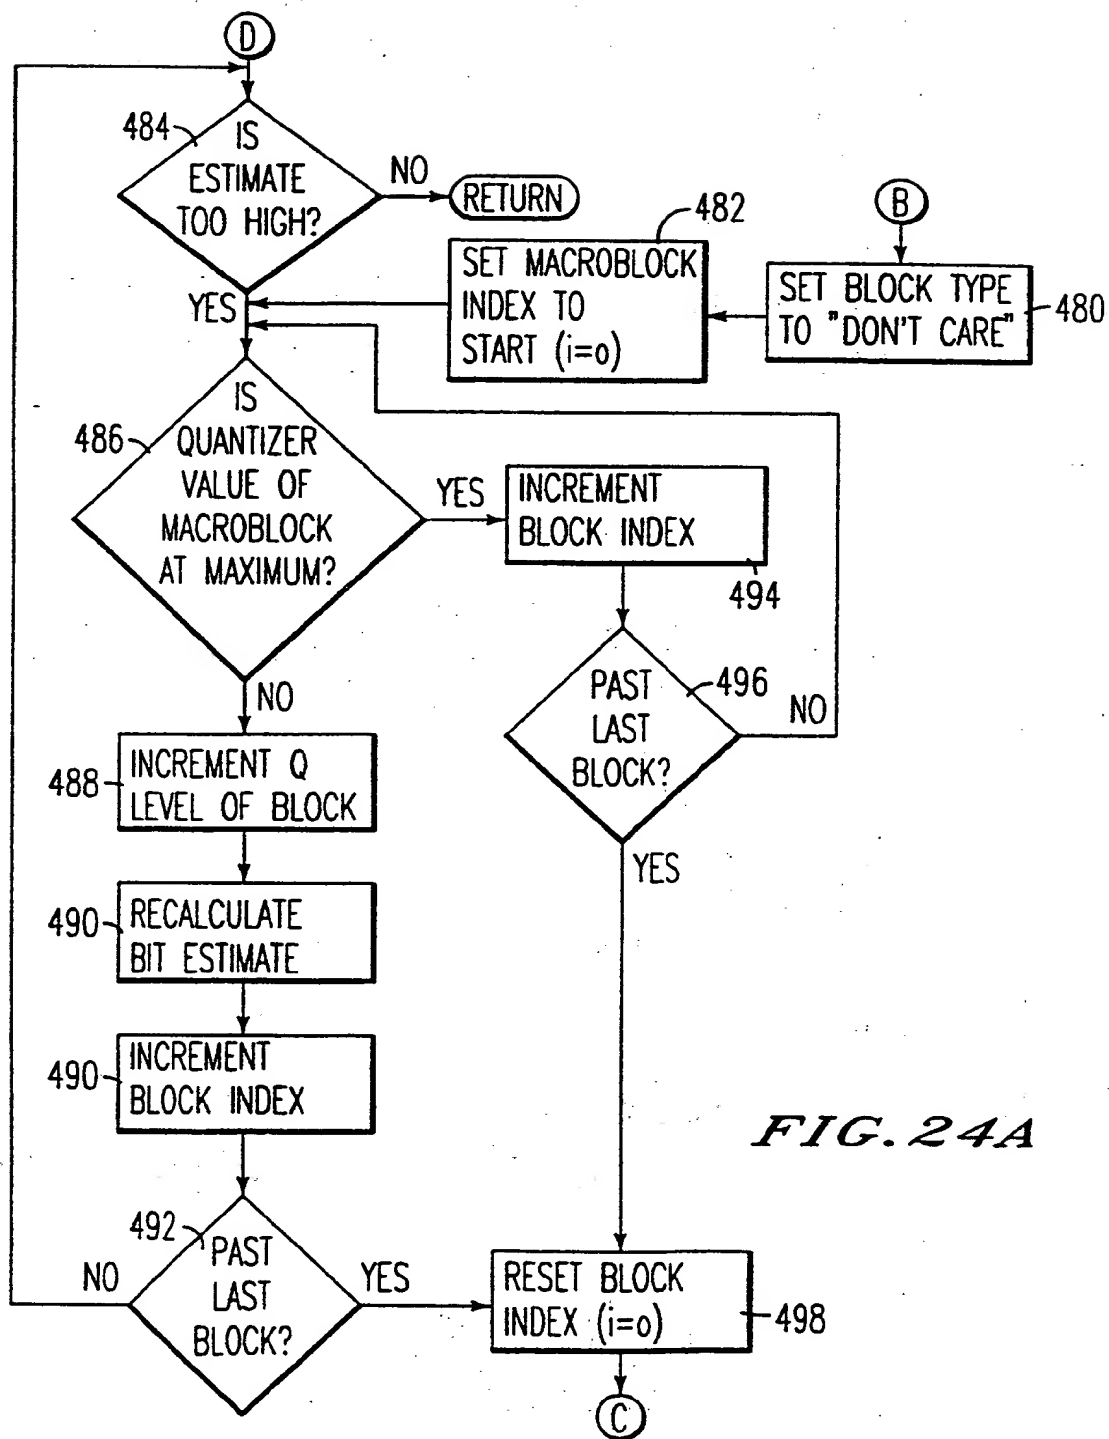 D
484
IS
ESTIMATE
TOO HIGH?
NO
RETURN
YES
482
SET MACROBLOCK
INDEX TO
START (i=o)
B
SET BLOCK TYPE
TO "DON'T CARE"
480
486
IS
QUANTIZER
VALUE OF
MACROBLOCK
AT MAXIMUM?
YES
INCREMENT
BLOCK INDEX
494
NO
PAST
LAST
BLOCK?
496
NO
YES
488
INCREMENT Q
LEVEL OF BLOCK
490
RECALCULATE
BIT ESTIMATE
490
INCREMENT
BLOCK INDEX
FIG. 24A
492
PAST
LAST
BLOCK?
NO
YES
RESET BLOCK
INDEX (i=o)
498
C